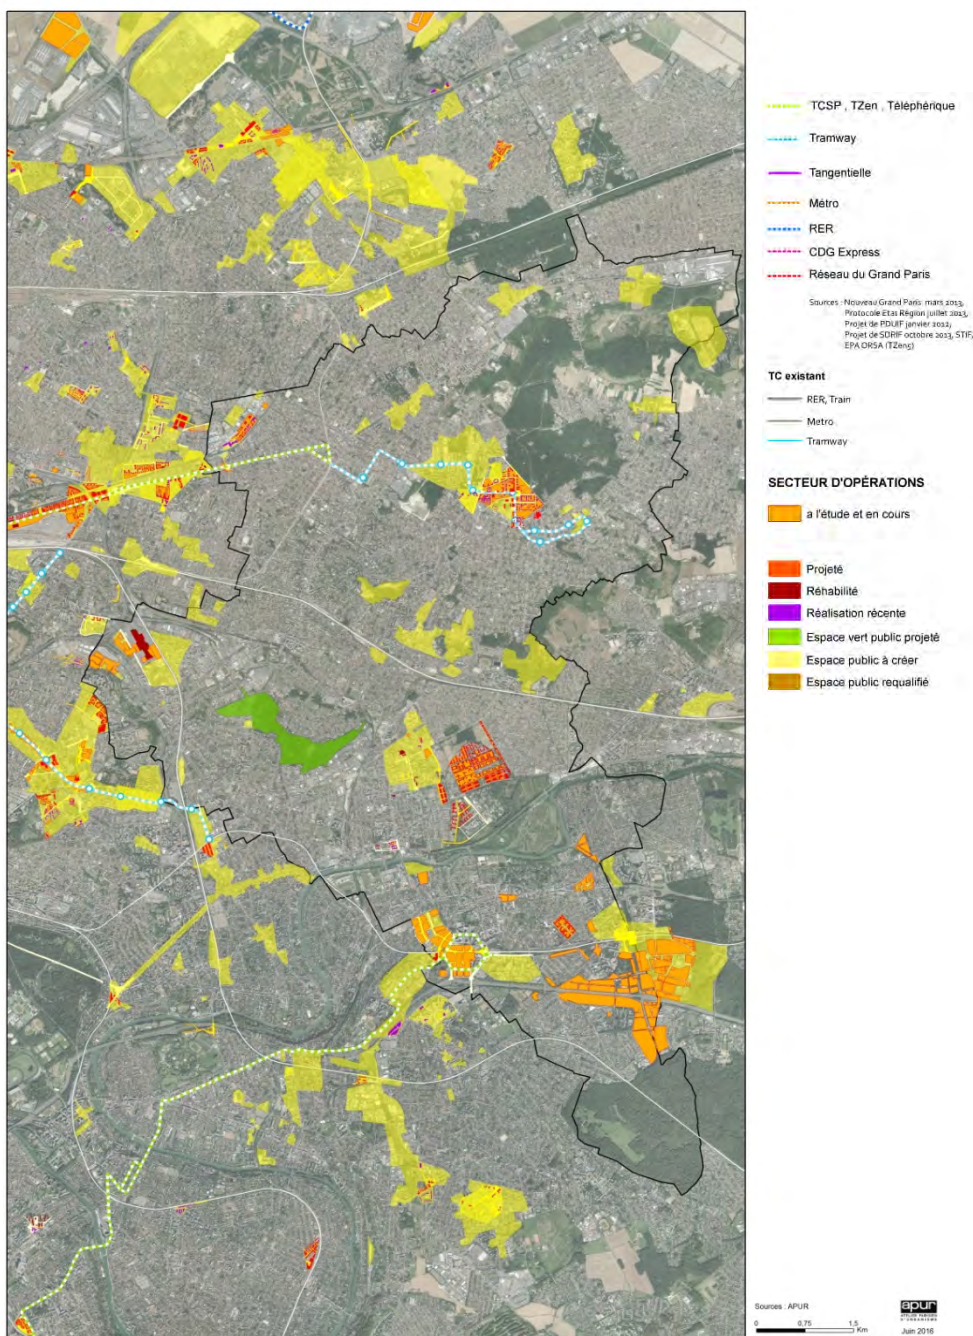 TCSP , TZen , Téléphérique
Tramway
Tangentielle
Métro
RER
CDG Express
Réseau du Grand Paris
Sources : Nouveau Grand Paris mars 2013,
Protocole Etat Région juillet 2013,
Projet de PDUIF janvier 2012,
Projet de SDRIF octobre 2013, STIF,
EPA ORSA (TZen5)
TC existant
RER, Train
Metro
Tramway
SECTEUR D'OPÉRATIONS
a l'étude et en cours
Projeté
Réhabilité
Réalisation récente
Espace vert public projeté
Espace public à créer
Espace public requalifié
Sources : APUR
0 0,75 1,5
Km
apur
ATELIER PARISIEN
D'URBANISME
Juin 2016